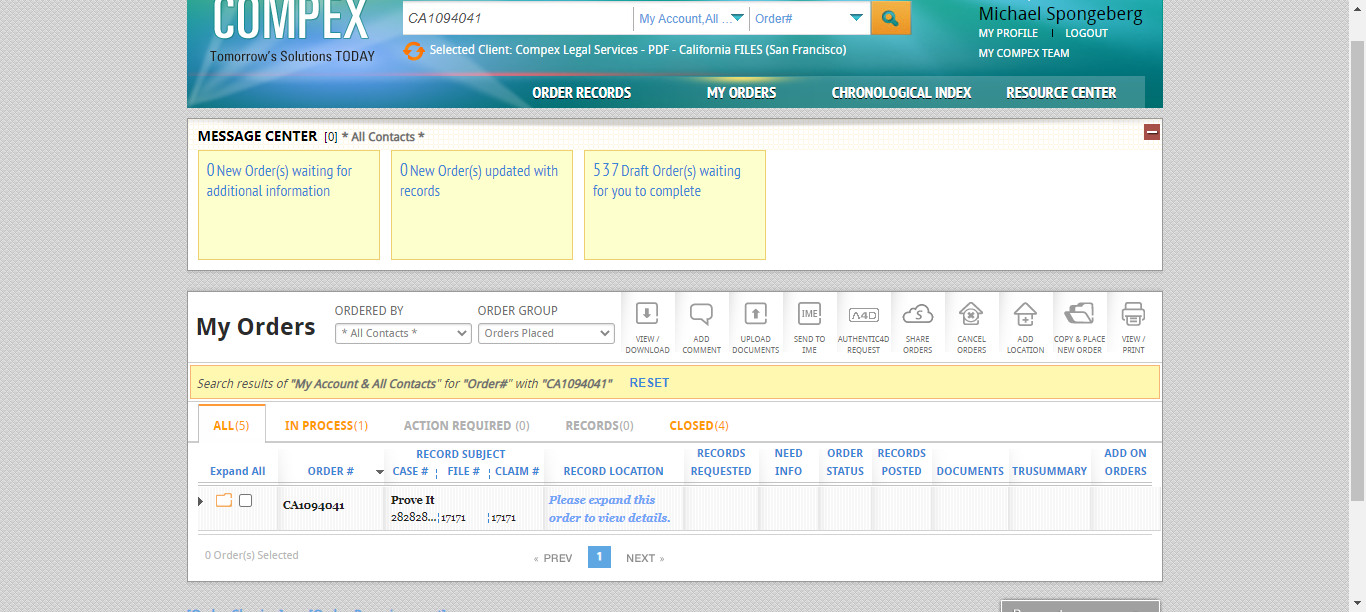 COMPEX
Tomorrow's Solutions TODAY
CA1094041
My Account,All ...
Order#
Selected Client: Compex Legal Services - PDF - California FILES (San Francisco)
Michael Spongeberg
MY PROFILE | LOGOUT
MY COMPEX TEAM
ORDER RECORDS
MY ORDERS
CHRONOLOGICAL INDEX
RESOURCE CENTER
MESSAGE CENTER [0] * All Contacts *
0 New Order(s) waiting for
additional information
0 New Order(s) updated with
records
537 Draft Order(s) waiting
for you to complete
My Orders
ORDERED BY
* All Contacts *
ORDER GROUP
Orders Placed
VIEW /
DOWNLOAD
ADD
COMMENT
UPLOAD
DOCUMENTS
IME
SEND TO
IME
A4D
AUTHENTIC4D
REQUEST
SHARE
ORDERS
CANCEL
ORDERS
ADD
LOCATION
COPY & PLACE
NEW ORDER
VIEW /
PRINT
Search results of "My Account & All Contacts" for "Order#" with "CA1094041" RESET
ALL(5)
IN PROCESS(1)
ACTION REQUIRED (0)
RECORDS(0)
CLOSED(4)
Expand All
ORDER #
RECORD SUBJECT
CASE # FILE # CLAIM #
RECORD LOCATION
RECORDS
REQUESTED
NEED
INFO
ORDER
STATUS
RECORDS
POSTED
DOCUMENTS
TRUSUMMARY
ADD ON
ORDERS
CA1094041
Prove It
282828... 17171 17171
Please expand this
order to view details.
0 Order(s) Selected
« PREV 1 NEXT »